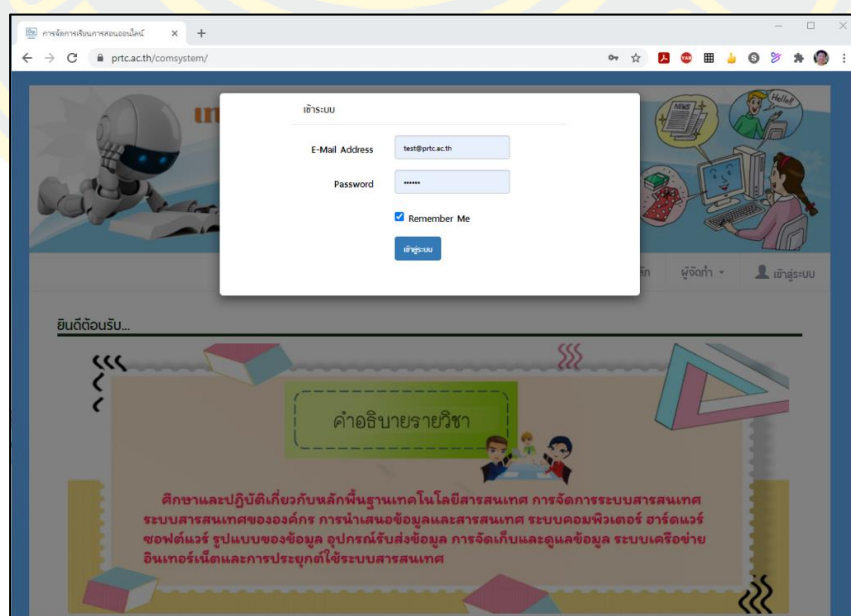 การจัดการเรียนการสอนออนไลน์
prtc.ac.th/comsystem/
Hello!
NEWS
เข้าระบบ
E-Mail Address
test@prtc.ac.th
Password
••••••
Remember Me
เข้าสู่ระบบ
ผู้จัดทำ
เข้าสู่ระบบ
ยินดีต้อนรับ...
คำอธิบายรายวิชา
ศึกษาและปฏิบัติเกี่ยวกับหลักพื้นฐานเทคโนโลยีสารสนเทศ การจัดการระบบสารสนเทศ
ระบบสารสนเทศขององค์กร การนำเสนอข้อมูลและสารสนเทศ ระบบคอมพิวเตอร์ ฮาร์ดแวร์
ซอฟต์แวร์ รูปแบบของข้อมูล อุปกรณ์รับส่งข้อมูล การจัดเก็บและดูแลข้อมูล ระบบเครือข่าย
อินเทอร์เน็ตและการประยุกต์ใช้ระบบสารสนเทศ